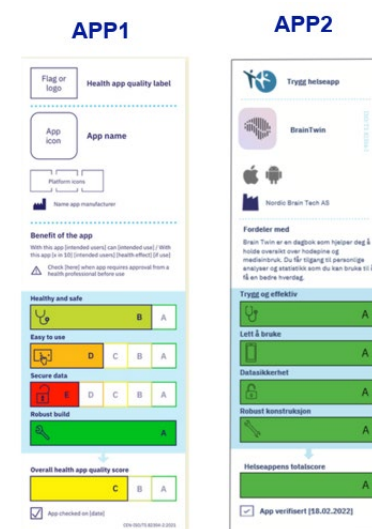 APP1
Flag or
logo
Health app quality label
App
icon
App name
Platform icons
Name app manufacturer
Benefit of the app
With this app [intended users] can [intended use] / With
this app [x in 10] [intended users] [health effect] [if use]
Check [here] when app requires approval from a
health professional before use
Healthy and safe
B A
Easy to use
D C B A
Secure data
E D C B A
Robust build
A
Overall health app quality score
C B A
App checked on [date]
APP2
Trygg helseapp
BrainTwin
Nordic Brain Tech AS
Fordeler med
Brain Twin er en dagbok som hjelper deg å
holde oversikt over hodepine og
medisinbruk. Du får tilgang til personlige
analyser og statistikk som du kan bruke til å
få en bedre hverdag.
Trygg og effektiv
A
Lett å bruke
A
Datasikkerhet
A
Robust konstruksjon
A
Helseappens totalscore
A
App verifisert [18.02.2022]